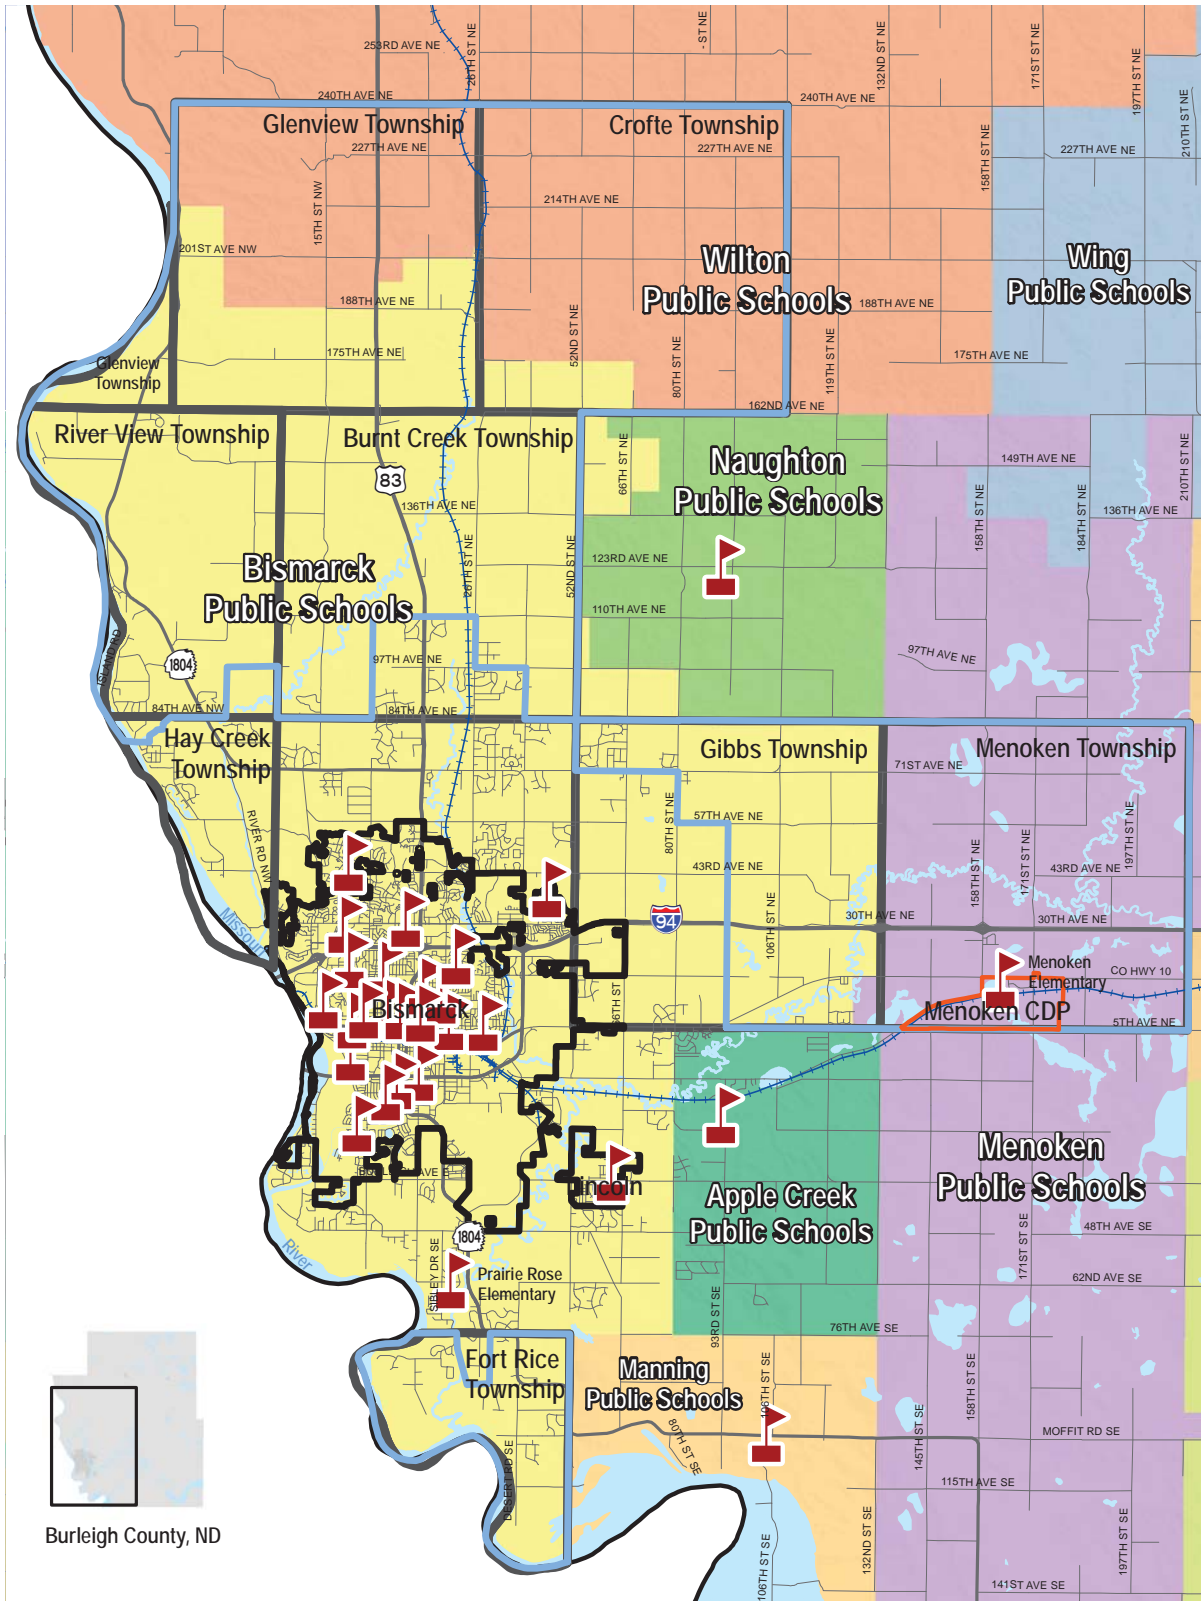 253RD AVE NE
26TH ST NE
- ST NE
132ND ST NE
171ST ST NE
197TH ST NE
210TH ST NE
240TH AVE NE
240TH AVE NE
Glenview Township
Crofte Township
227TH AVE NE
227TH AVE NE
227TH AVE NE
158TH ST NE
15TH ST NW
214TH AVE NE
201ST AVE NW
Wilton
Public Schools
Wing
Public Schools
188TH AVE NE
188TH AVE NE
52ND ST NE
175TH AVE NE
175TH AVE NE
80TH ST NE
119TH ST NE
Glenview
Township
162ND AVE NE
River View Township
Burnt Creek Township
66TH ST NE
Naughton
Public Schools
149TH AVE NE
210TH ST NE
83
136TH AVE NE
158TH ST NE
184TH ST NE
136TH AVE NE
26TH ST NE
52ND ST NE
123RD AVE NE
Bismarck
Public Schools
110TH AVE NE
ISLAND RD
1804
97TH AVE NE
97TH AVE NE
84TH AVE NW
84TH AVE NE
Hay Creek
Township
Gibbs Township
Menoken Township
71ST AVE NE
RIVER RD NW
80TH ST NE
57TH AVE NE
197TH ST NE
43RD AVE NE
158TH ST NE
171ST ST NE
43RD AVE NE
Missouri
94
106TH ST NE
30TH AVE NE
30TH AVE NE
Menoken
Elementary
CO HWY 10
Bismarck
66TH ST
Menoken CDP
5TH AVE NE
Menoken
Public Schools
Lincoln
Apple Creek
Public Schools
48TH AVE SE
1804
River
SIBLEY DR SE
Prairie Rose
Elementary
171ST ST SE
62ND AVE SE
93RD ST SE
76TH AVE SE
Fort Rice
Township
Manning
Public Schools
106TH ST SE
158TH ST SE
80TH ST SE
145TH ST SE
MOFFIT RD SE
DESERT RD SE
115TH AVE SE
Burleigh County, ND
106TH ST SE
132ND ST SE
197TH ST SE
141ST AVE SE